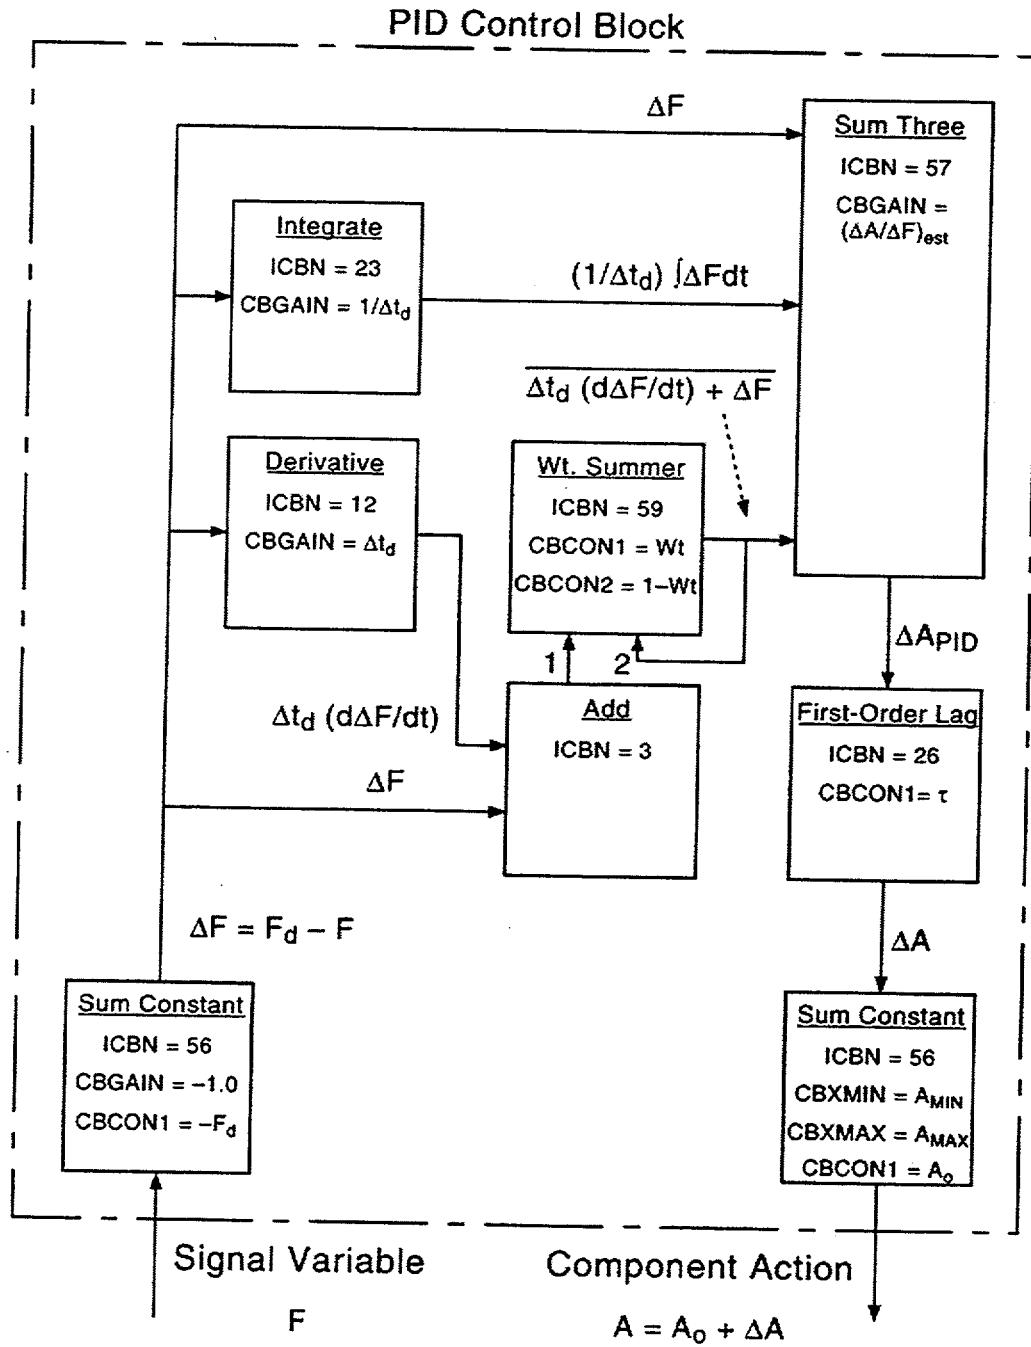 PID Control Block
ΔF
Sum Three
ICBN = 57
CBGAIN =
(ΔA/ΔF)est
Integrate
ICBN = 23
CBGAIN = 1/Δtd
(1/Δtd) ∫ΔFdt
Δtd (dΔF/dt) + ΔF
Derivative
ICBN = 12
CBGAIN = Δtd
Wt. Summer
ICBN = 59
CBCON1 = Wt
CBCON2 = 1–Wt
1
2
ΔAPID
Δtd (dΔF/dt)
Add
ICBN = 3
First-Order Lag
ICBN = 26
CBCON1= τ
ΔF
ΔF = Fd – F
ΔA
Sum Constant
ICBN = 56
CBGAIN = –1.0
CBCON1 = –Fd
Sum Constant
ICBN = 56
CBXMIN = AMIN
CBXMAX = AMAX
CBCON1 = Ao
Signal Variable
F
Component Action
A = Ao + ΔA